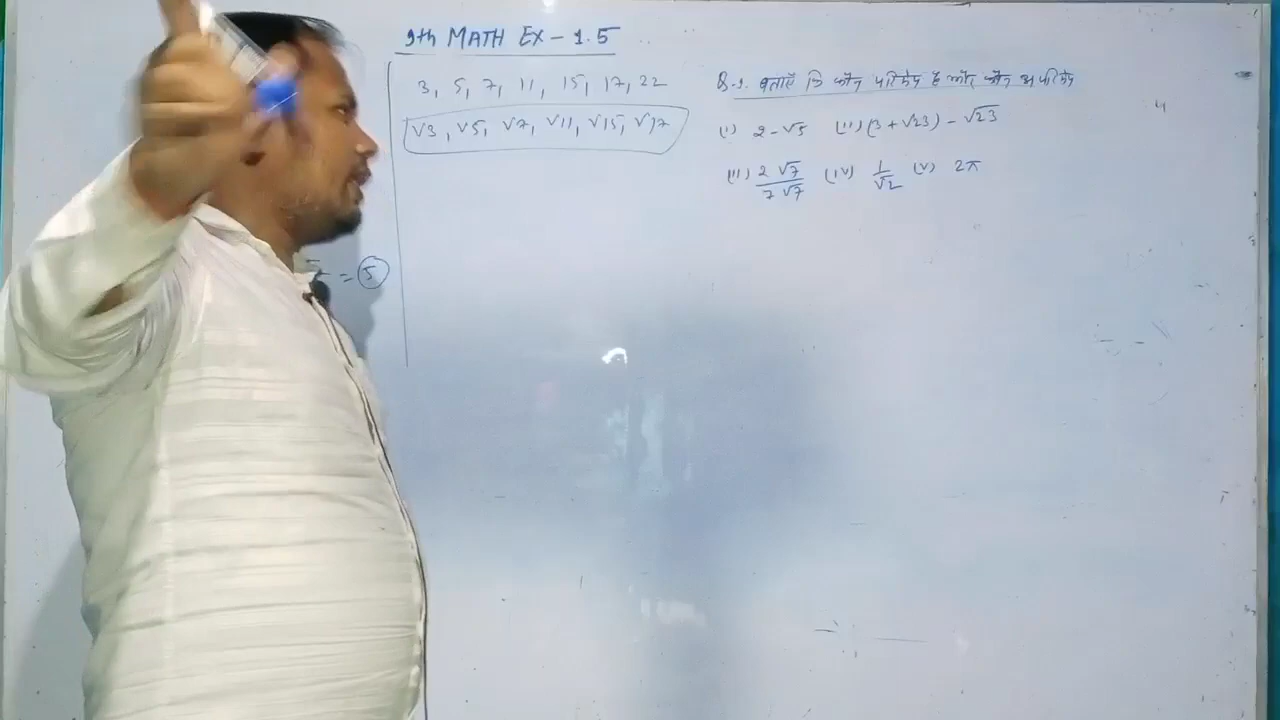 9th MATH EX - 1.5
3, 5, 7, 11, 15, 17, 22
√3, √5, √7, √11, √15, √17
= 5
Q.1. बताएँ कि कौन परिमेय है और कौन अपरिमेय
(i) 2 - √5 (ii) (3 + √23) - √23
(ii) 2√7 / 7√7 (iv) 1/√2 (v) 2π